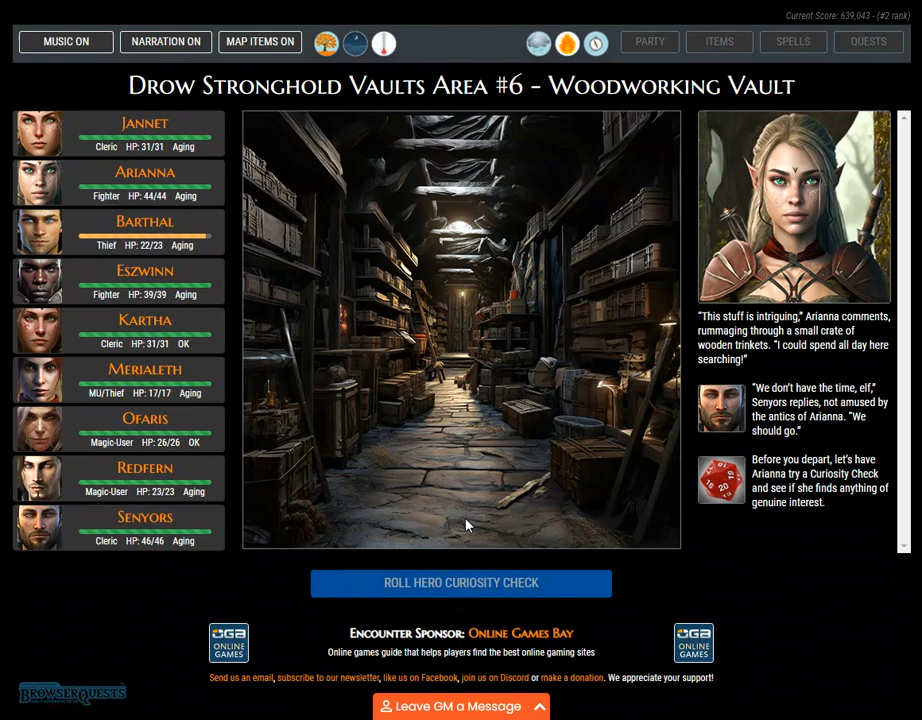 Current Score: 639,043 - (#2 rank)
MUSIC ON
NARRATION ON
MAP ITEMS ON
PARTY
ITEMS
SPELLS
QUESTS
Drow Stronghold Vaults Area #6 - Woodworking Vault
Jannet
Cleric HP: 31/31 Aging
Arianna
Fighter HP: 44/44 Aging
Barthal
Thief HP: 22/23 Aging
Eszwinn
Fighter HP: 39/39 Aging
Kartha
Cleric HP: 31/31 OK
Merialeth
MU/Thief HP: 17/17 Aging
Ofaris
Magic-User HP: 26/26 OK
Redfern
Magic-User HP: 23/23 Aging
Senyors
Cleric HP: 46/46 Aging
“This stuff is intriguing,” Arianna comments,
rummaging through a small crate of
wooden trinkets. “I could spend all day here
searching!”
“We don’t have the time, elf,”
Senyors replies, not amused by
the antics of Arianna. “We
should go.”
Before you depart, let’s have
Arianna try a Curiosity Check
and see if she finds anything of
genuine interest.
ROLL HERO CURIOSITY CHECK
OGB
ONLINE
GAMES
Encounter Sponsor: Online Games Bay
Online games guide that helps players find the best online gaming sites
OGB
ONLINE
GAMES
Send us an email, subscribe to our newsletter, like us on Facebook, join us on Discord or make a donation. We appreciate your support!
BrowserQuests
Leave GM a Message